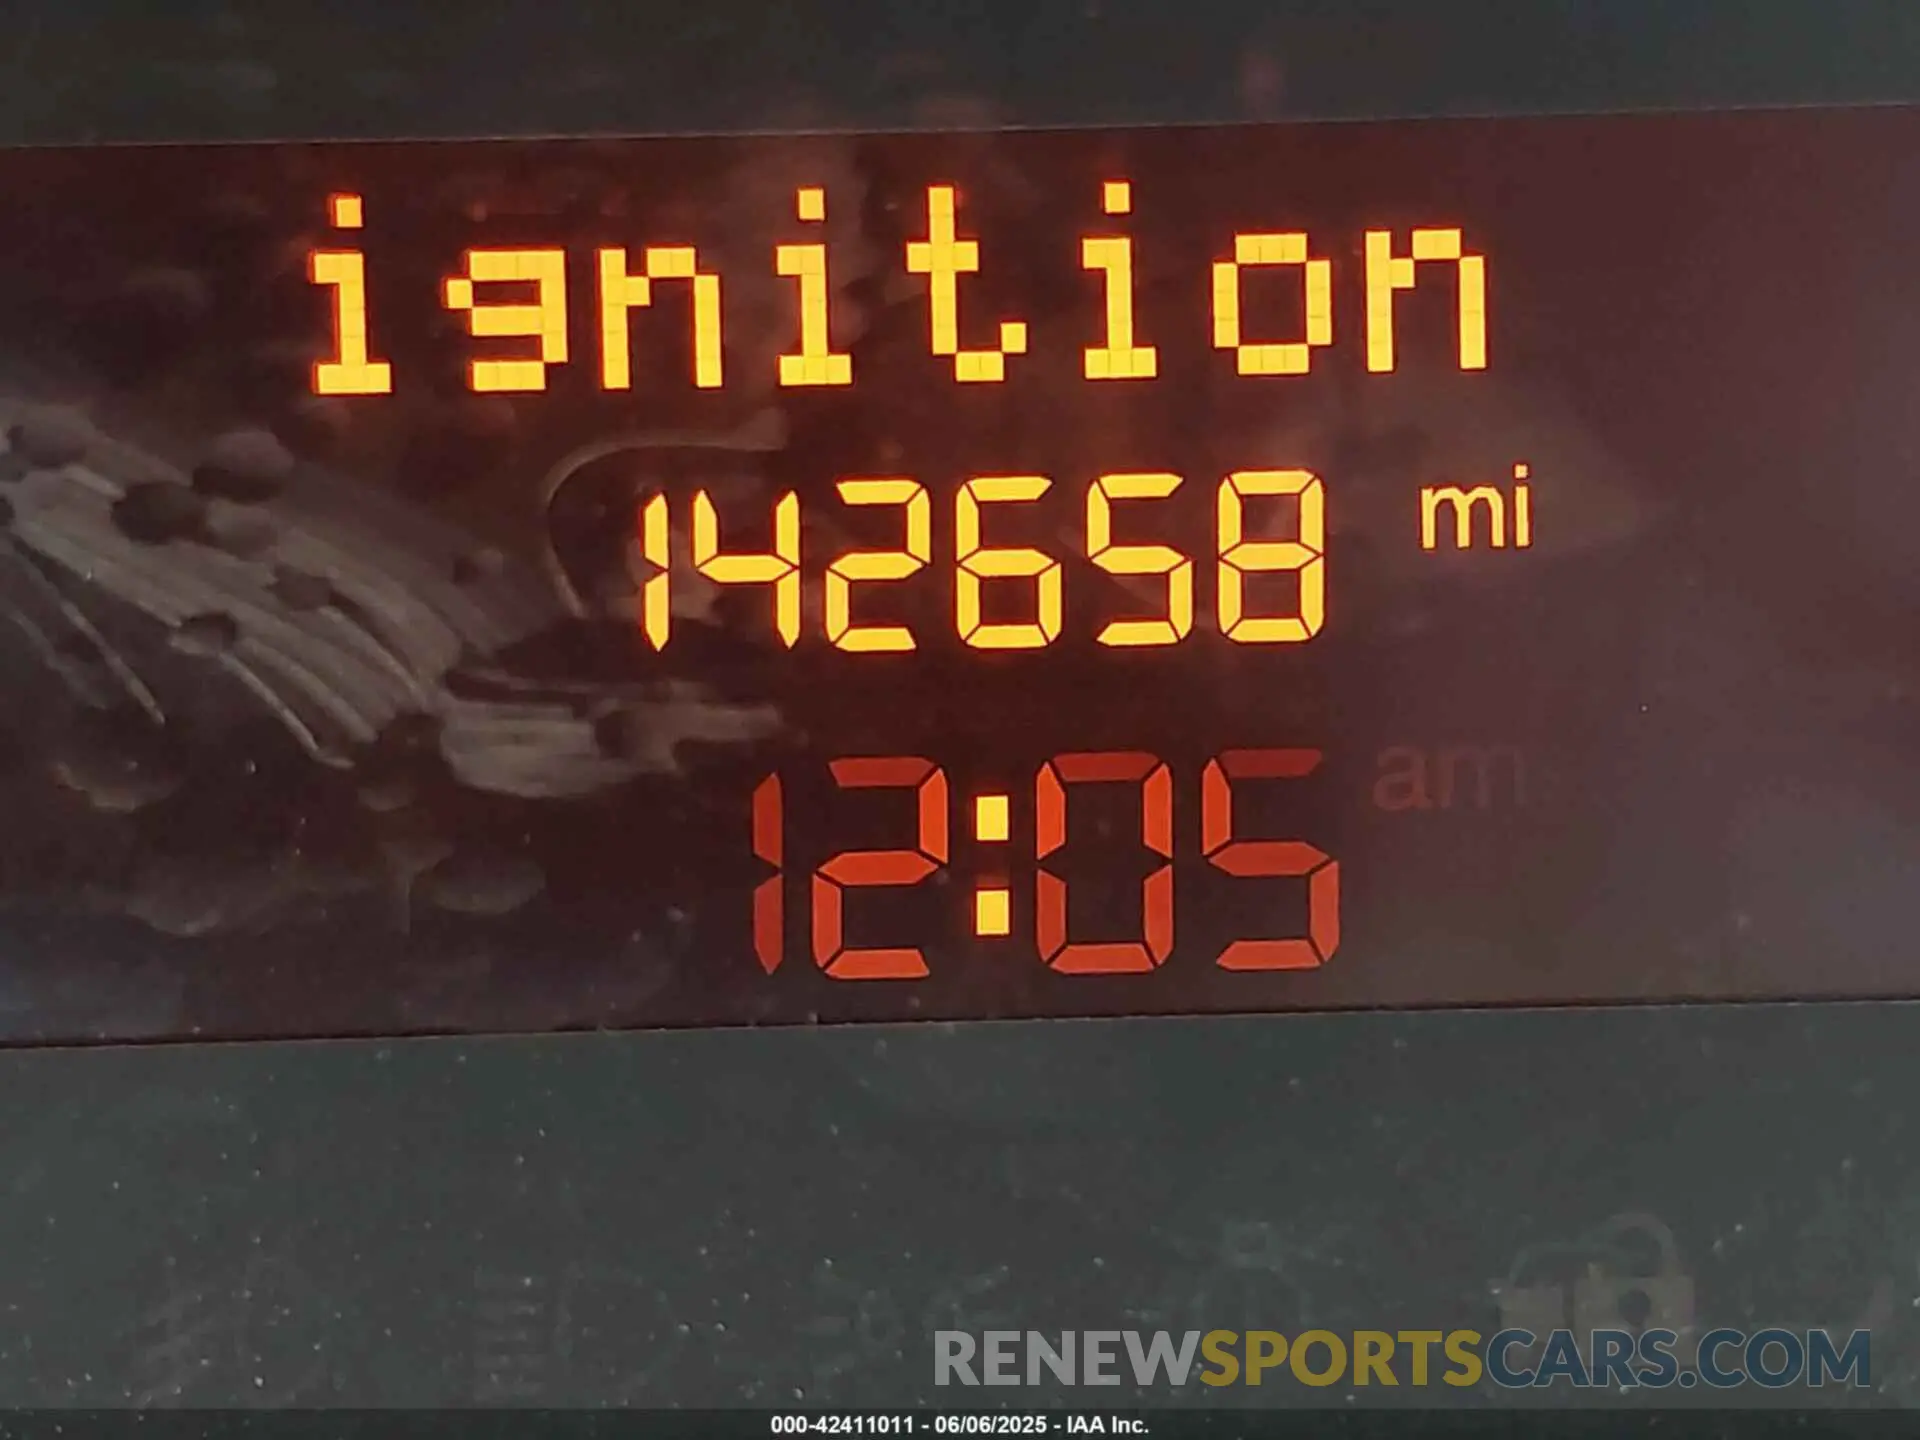 ignition
142658 mi
12:05 am
RENEWSPORTSCARS.COM
000-42411011 - 06/06/2025 - IAA Inc.